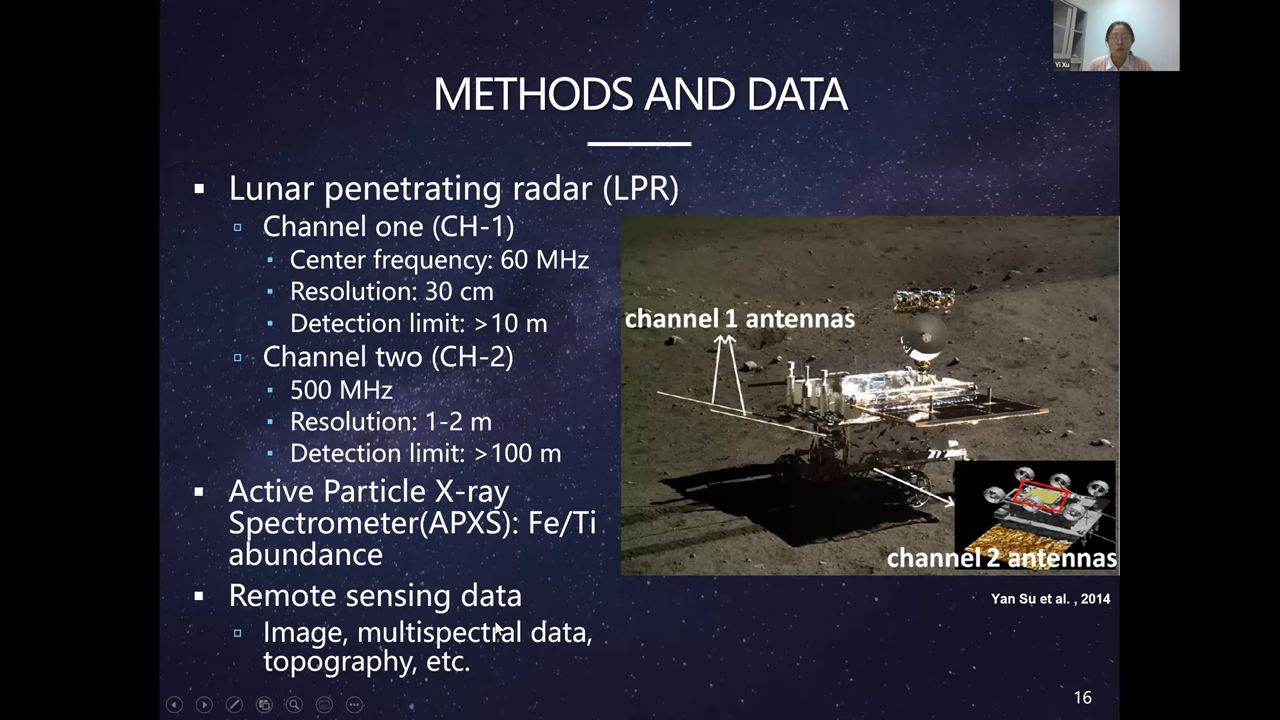 Yi Xu
METHODS AND DATA
Lunar penetrating radar (LPR)
Channel one (CH-1)
Center frequency: 60 MHz
Resolution: 30 cm
Detection limit: >10 m
Channel two (CH-2)
500 MHz
Resolution: 1-2 m
Detection limit: >100 m
Active Particle X-ray
Spectrometer(APXS): Fe/Ti
abundance
Remote sensing data
Image, multispectral data,
topography, etc.
channel 1 antennas
channel 2 antennas
Yan Su et al. , 2014
16